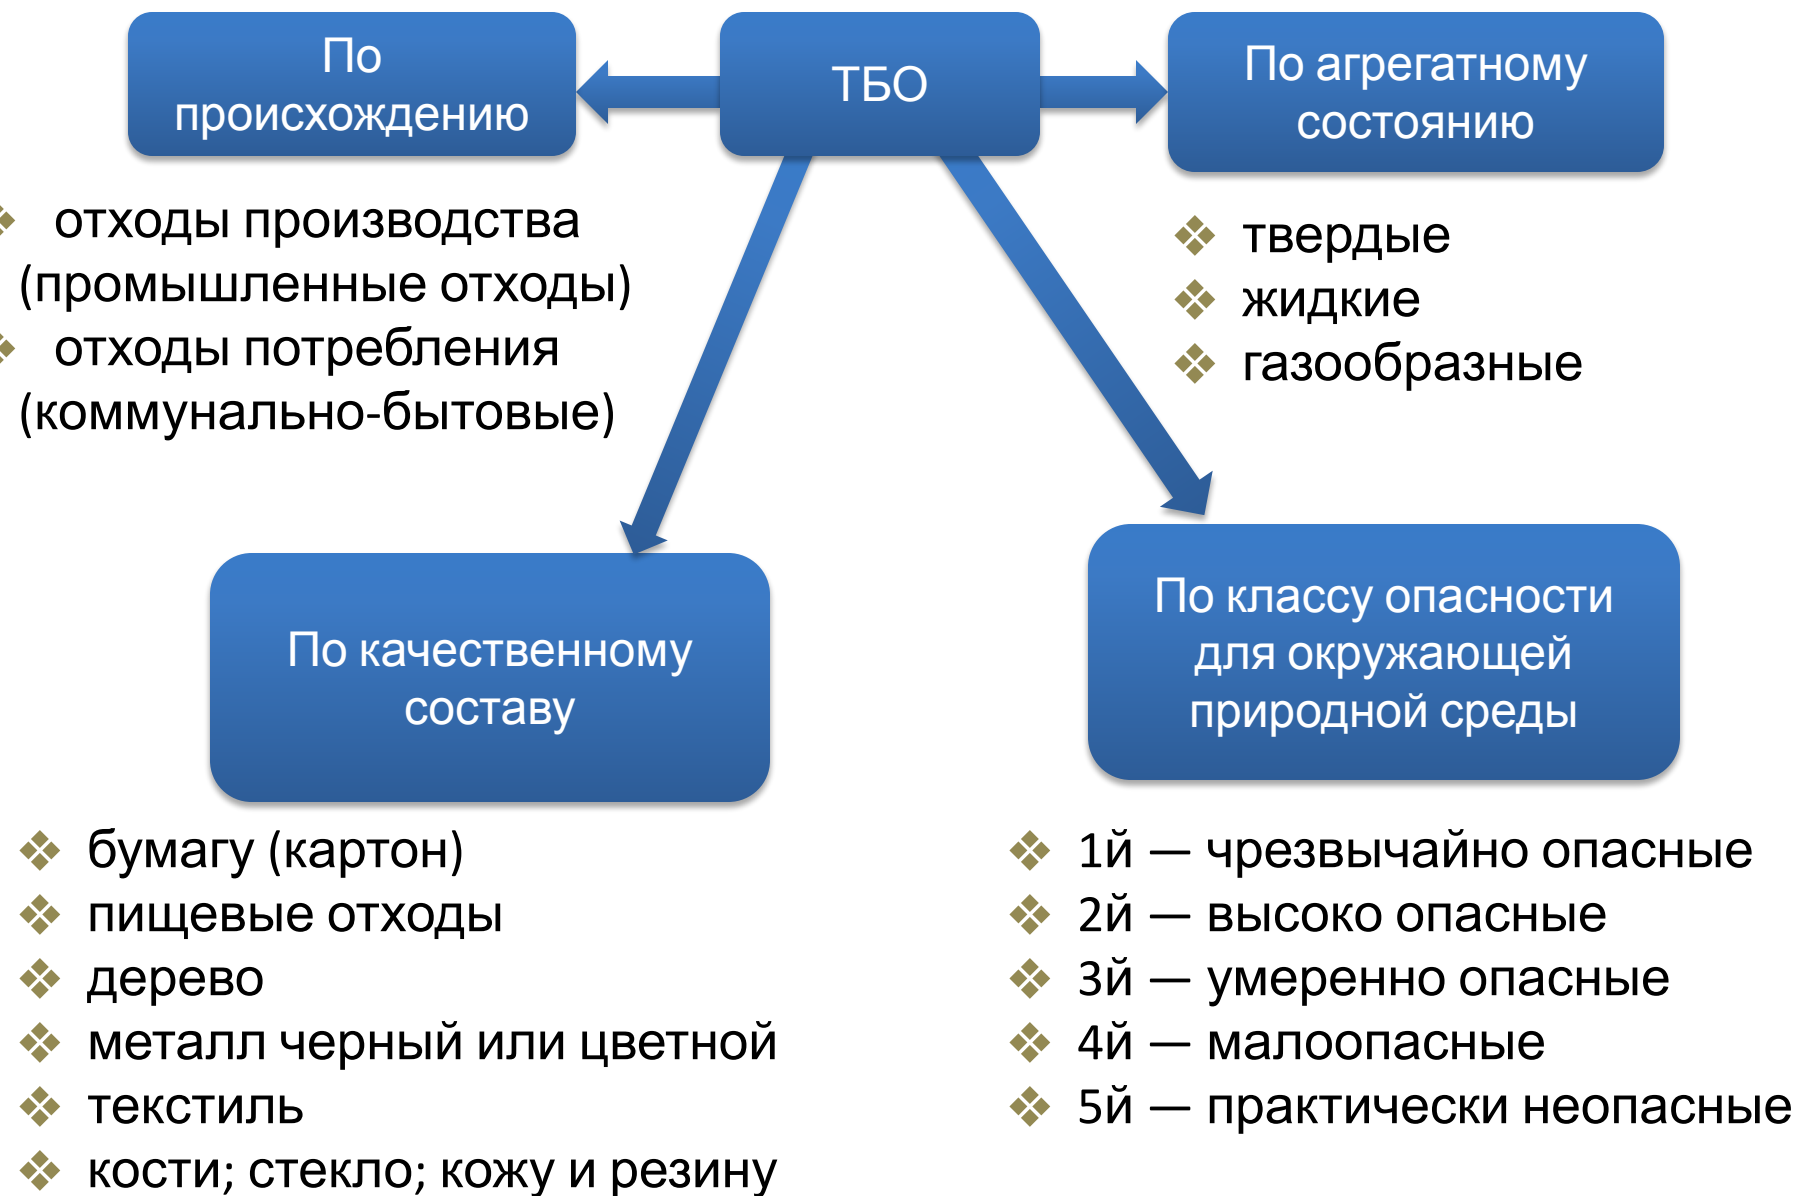 По
происхождению
ТБО
По агрегатному
состоянию
отходы производства
(промышленные отходы)
отходы потребления
(коммунально-бытовые)
твердые
жидкие
газообразные
По качественному
составу
По классу опасности
для окружающей
природной среды
бумагу (картон)
пищевые отходы
дерево
металл черный или цветной
текстиль
кости; стекло; кожу и резину
1й — чрезвычайно опасные
2й — высоко опасные
3й — умеренно опасные
4й — малоопасные
5й — практически неопасные